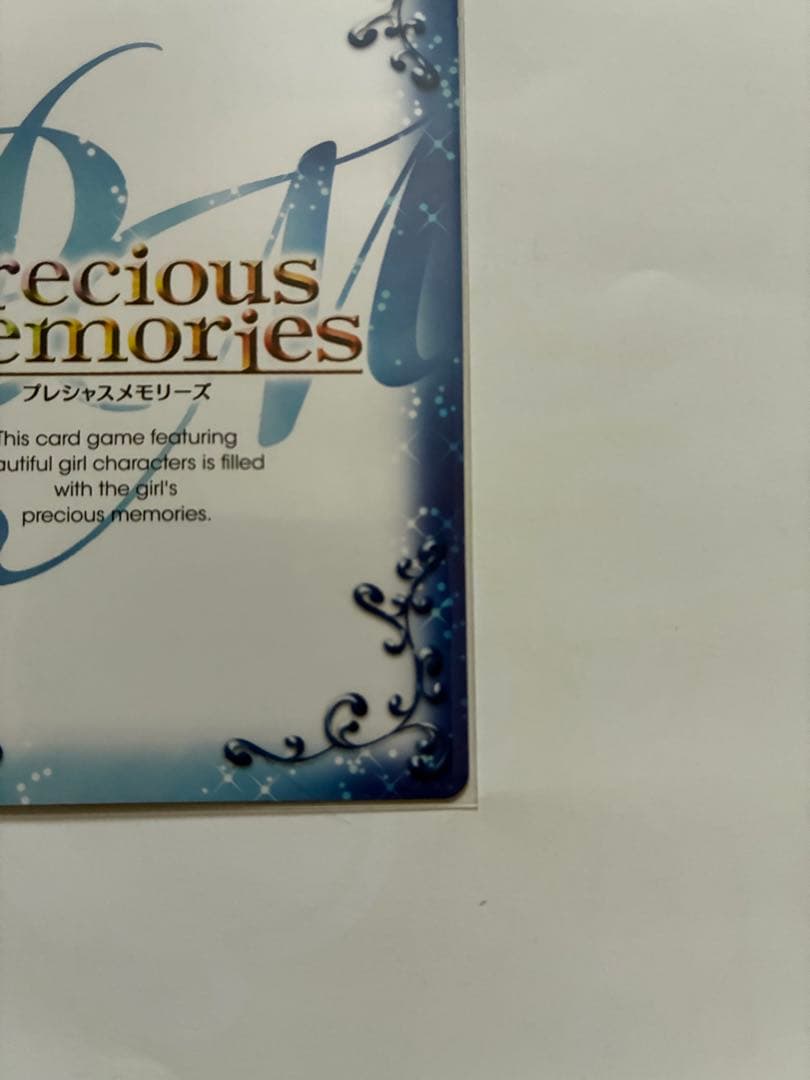 recious
emories
プレシャスメモリーズ
This card game featuring
autiful girl characters is filled
with the girl's
precious memories.